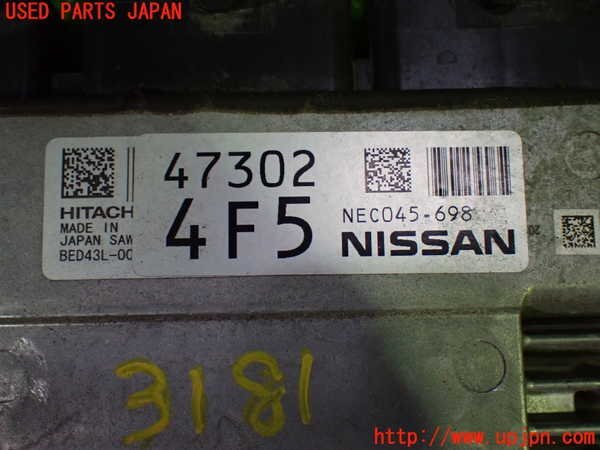 USED PARTS JAPAN
47302
HITACH
MADE IN
JAPAN SAW
BED43L-00
4F5
NEC045-698
NISSAN
3181
http://www.upjpn.com/